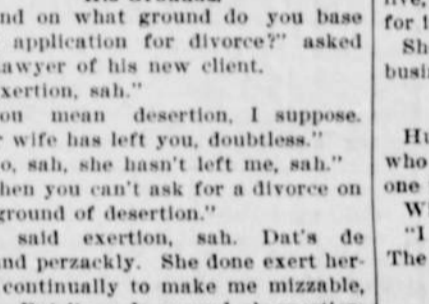 nd on what ground do you base
application for divorce?" asked
awyer of his new client.
xertion, sah."
ou mean desertion, I suppose.
wife has left you, doubtless."
o, sah, she hasn't left me, sah."
hen you can't ask for a divorce on
ground of desertion."
said exertion, sah. Dat's de
nd perzackly. She done exert her-
continually to make me mizzable,
for l
Sh
busi
Hu
who
one
W
"I
The